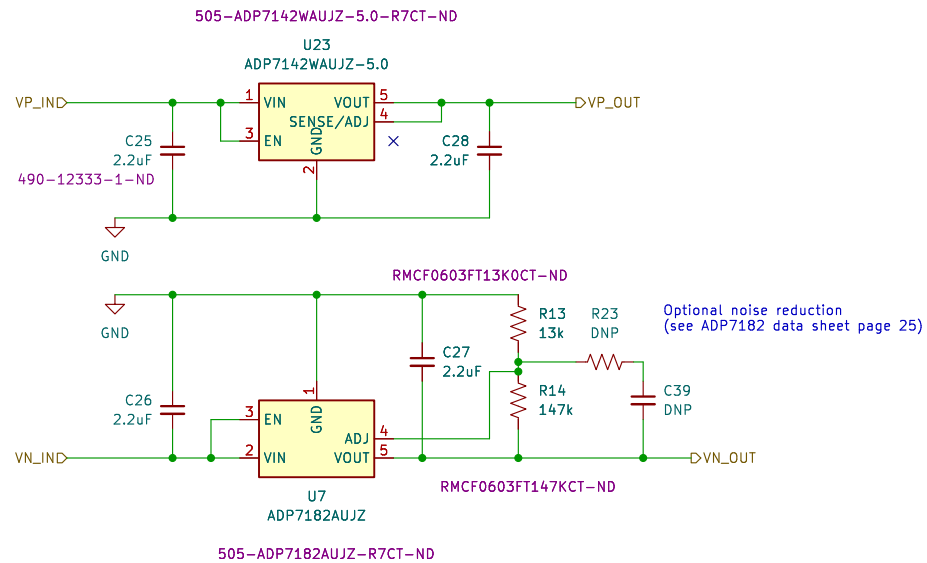 505-ADP7142WAUJZ-5.0-R7CT-ND
U23
ADP7142WAUJZ-5.0
VP_IN
1
VIN
VOUT
5
VP_OUT
SENSE/ADJ
4
3
EN
GND
2
C25
2.2uF
490-12333-1-ND
C28
2.2uF
GND
RMCF0603FT13K0CT-ND
GND
R13
13k
R23
DNP
Optional noise reduction
(see ADP7182 data sheet page 25)
C27
2.2uF
R14
147k
C39
DNP
C26
2.2uF
1
GND
3
EN
ADJ
4
VN_IN
2
VIN
VOUT
5
VN_OUT
RMCF0603FT147KCT-ND
U7
ADP7182AUJZ
505-ADP7182AUJZ-R7CT-ND